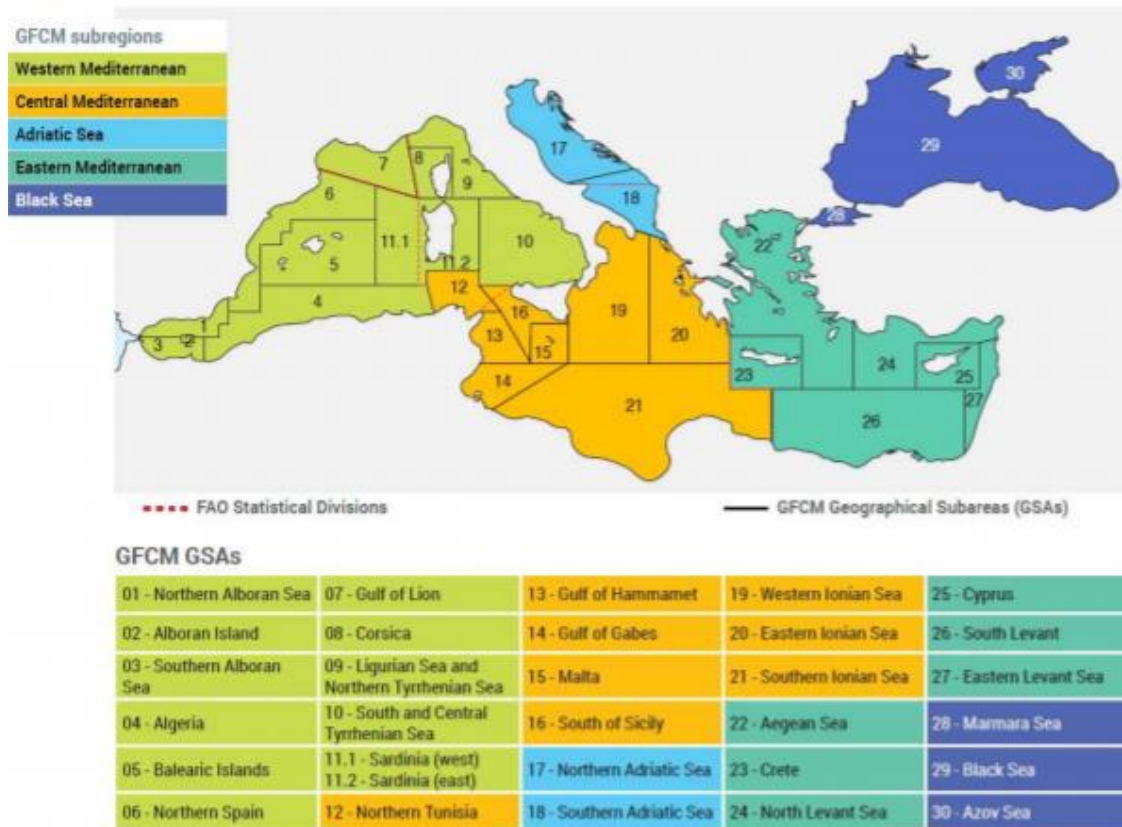 GFCM subregions
Western Mediterranean
Central Mediterranean
Adriatic Sea
Eastern Mediterranean
Black Sea
30
29
17
7
8
9
18
28
6
22
11.1
10
5
11.2
12
4
19
16
1
20
13
24
3
2
15
23
25
14
27
21
26
FAO Statistical Divisions
GFCM Geographical Subareas (GSAs)
GFCM GSAs
01 - Northern Alboran Sea
07 - Gulf of Lion
13 - Gulf of Hammamet
19 - Western Ionian Sea
25 - Cyprus
02 - Alboran Island
08 - Corsica
14 - Gulf of Gabes
20 - Eastern Ionian Sea
26 - South Levant
03 - Southern Alboran
Sea
09 - Ligurian Sea and
Northern Tyrrhenian Sea
15 - Malta
21 - Southern Ionian Sea
27 - Eastern Levant Sea
04 - Algeria
10 - South and Central
Tyrrhenian Sea
16 - South of Sicily
22 - Aegean Sea
28 - Marmara Sea
05 - Balearic Islands
11.1 - Sardinia (west)
11.2 - Sardinia (east)
17 - Northern Adriatic Sea
23 - Crete
29 - Black Sea
06 - Northern Spain
12 - Northern Tunisia
18 - Southern Adriatic Sea
24 - North Levant Sea
30 - Azov Sea